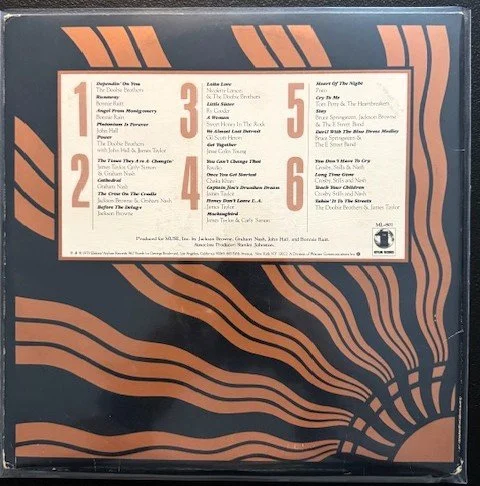 1
Dependin' On You
The Doobie Brothers
Runaway
Bonnie Raitt
Angel From Montgomery
Bonnie Raitt
Plutonium Is Forever
John Hall
Power
The Doobie Brothers
with John Hall & James Taylor
2
The Times They Are A-Changin'
James Taylor, Carly Simon
& Graham Nash
Cathedral
Graham Nash
The Crow On The Cradle
Jackson Browne & Graham Nash
Before The Deluge
Jackson Browne
3
Lotta Love
Nicolette Larson
& The Doobie Brothers
Little Sister
Ry Cooder
A Woman
Sweet Honey In The Rock
We Almost Lost Detroit
Gil Scott-Heron
Get Together
Jesse Colin Young
4
You Can't Change That
Raydio
Once You Get Started
Chaka Khan
Captain Jim's Drunken Dream
James Taylor
Honey Don't Leave L.A.
James Taylor
Mockingbird
James Taylor & Carly Simon
5
Heart Of The Night
Poco
Cry To Me
Tom Petty & The Heartbreakers
Stay
Bruce Springsteen, Jackson Browne
& The E Street Band
Devil With The Blue Dress Medley
Bruce Springsteen &
The E Street Band
6
You Don't Have To Cry
Crosby, Stills & Nash
Long Time Gone
Crosby, Stills and Nash
Teach Your Children
Crosby, Stills and Nash
Takin' It To The Streets
The Doobie Brothers & James Taylor
ML-801
Produced for MUSE, Inc. by Jackson Browne, Graham Nash, John Hall, and Bonnie Raitt.